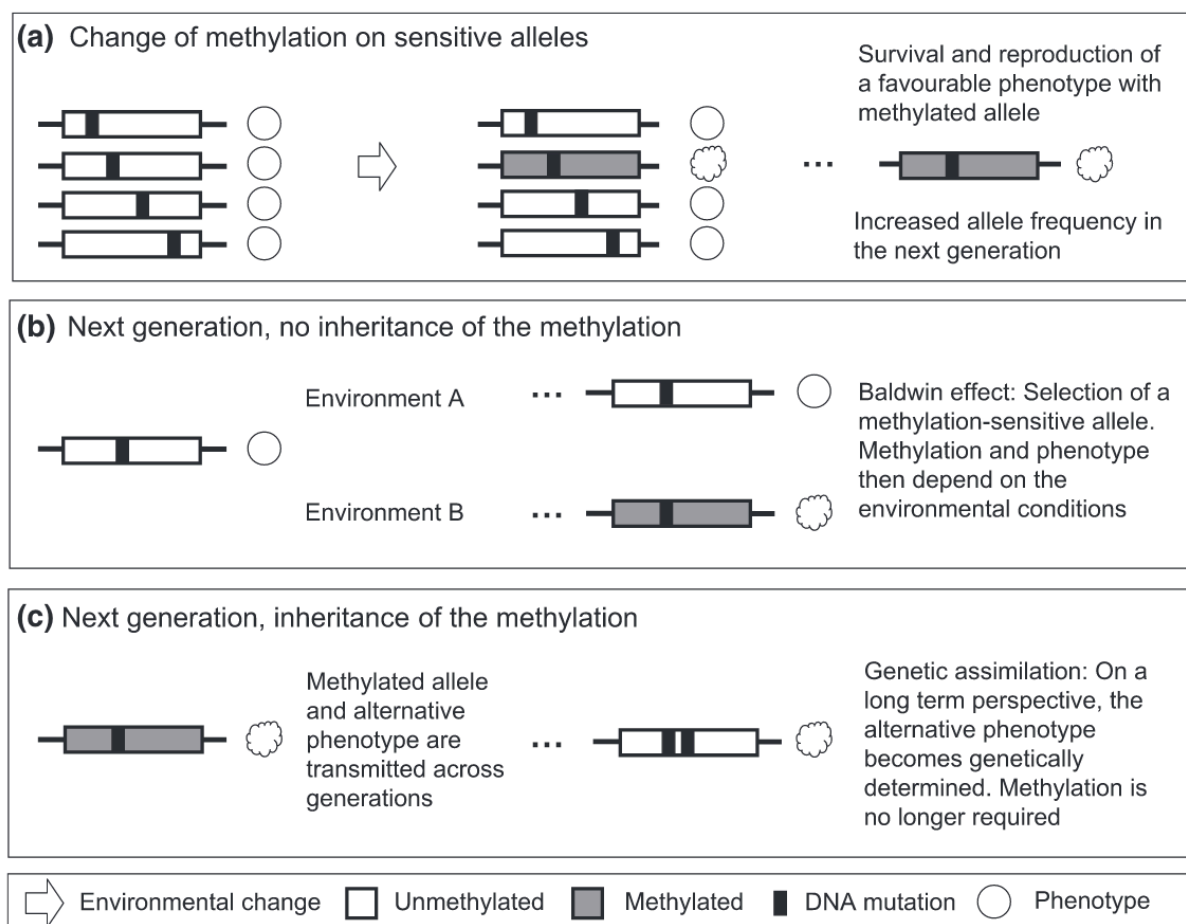 (a) Change of methylation on sensitive alleles
Survival and reproduction of
a favourable phenotype with
methylated allele
...
Increased allele frequency in
the next generation
(b) Next generation, no inheritance of the methylation
Environment A
...
Environment B
...
Baldwin effect: Selection of a
methylation-sensitive allele.
Methylation and phenotype
then depend on the
environmental conditions
(c) Next generation, inheritance of the methylation
Methylated allele
and alternative
phenotype are
transmitted across
generations
...
Genetic assimilation: On a
long term perspective, the
alternative phenotype
becomes genetically
determined. Methylation is
no longer required
Environmental change Unmethylated Methylated DNA mutation Phenotype